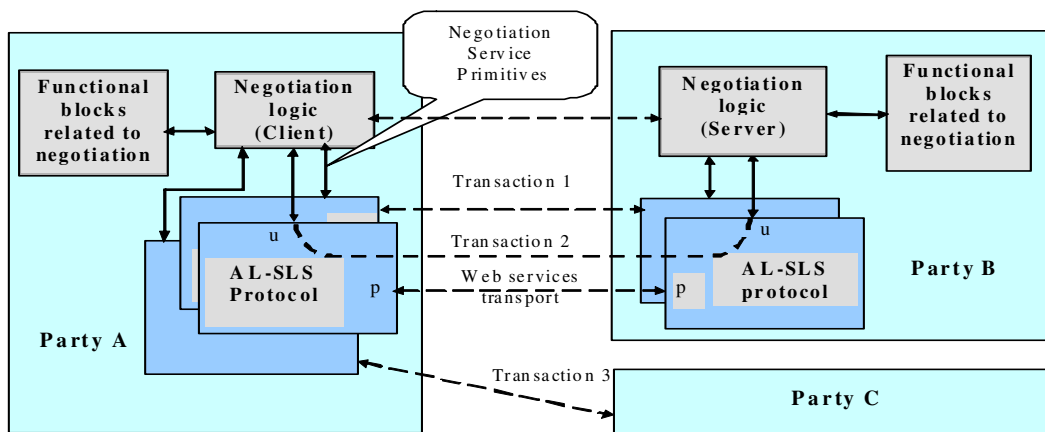 Negotiation
Service
Primitives
Functional
blocks
related to
negotiation
Negotiation
logic
(Client)
Negotiation
logic
(Server)
Functional
blocks
related to
negotiation
Transaction 1
u
Transaction 2
u
AL-SLS
Protocol
p
Web services
transport
p
AL-SLS
protocol
Party B
Party A
Transaction 3
Party C